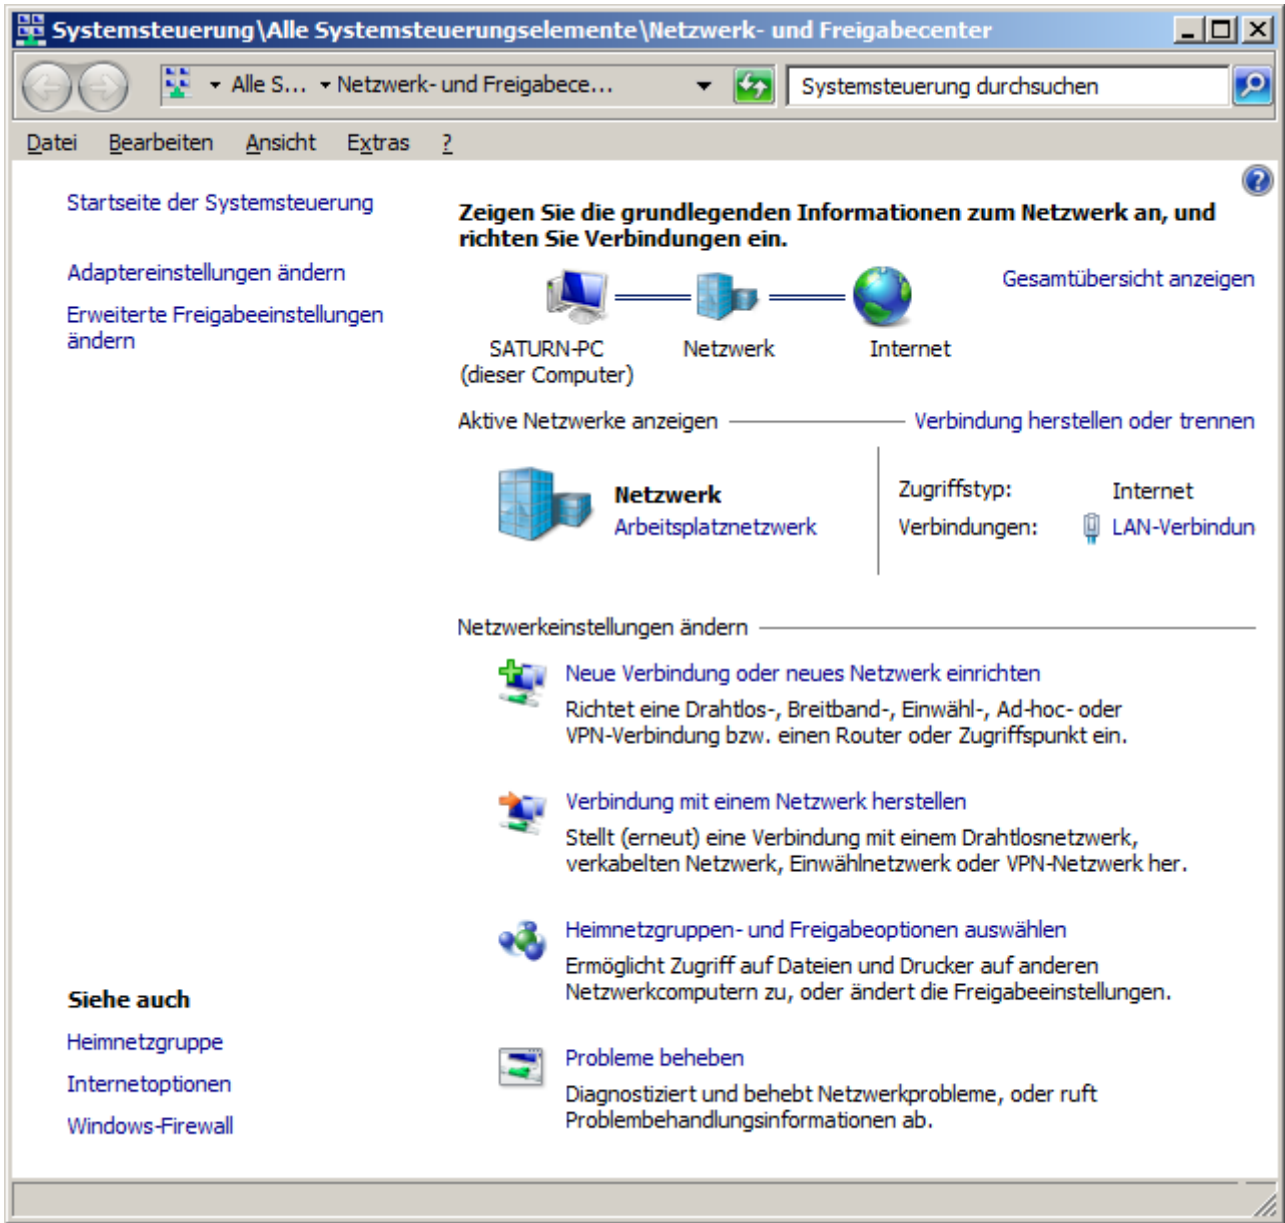 Systemsteuerung\Alle Systemsteuerungselemente\Netzwerk- und Freigabecenter
Alle S... Netzwerk- und Freigabece...
Systemsteuerung durchsuchen
Datei Bearbeiten Ansicht Extras ?
Startseite der Systemsteuerung
Adaptereinstellungen ändern
Erweiterte Freigabeeinstellungen
ändern
Zeigen Sie die grundlegenden Informationen zum Netzwerk an, und
richten Sie Verbindungen ein.
Gesamtübersicht anzeigen
SATURN-PC
(dieser Computer)
Netzwerk
Internet
Aktive Netzwerke anzeigen
Verbindung herstellen oder trennen
Netzwerk
Arbeitsplatznetzwerk
Zugriffstyp: Internet
Verbindungen: LAN-Verbindun
Netzwerkeinstellungen ändern
Neue Verbindung oder neues Netzwerk einrichten
Richtet eine Drahtlos-, Breitband-, Einwähl-, Ad-hoc- oder
VPN-Verbindung bzw. einen Router oder Zugriffspunkt ein.
Verbindung mit einem Netzwerk herstellen
Stellt (erneut) eine Verbindung mit einem Drahtlosnetzwerk,
verkabelten Netzwerk, Einwählnetzwerk oder VPN-Netzwerk her.
Heimnetzgruppen- und Freigabeoptionen auswählen
Ermöglicht Zugriff auf Dateien und Drucker auf anderen
Netzwerkcomputern zu, oder ändert die Freigabeeinstellungen.
Probleme beheben
Diagnostiziert und behebt Netzwerkprobleme, oder ruft
Problembehandlungsinformationen ab.
Siehe auch
Heimnetzgruppe
Internetoptionen
Windows-Firewall